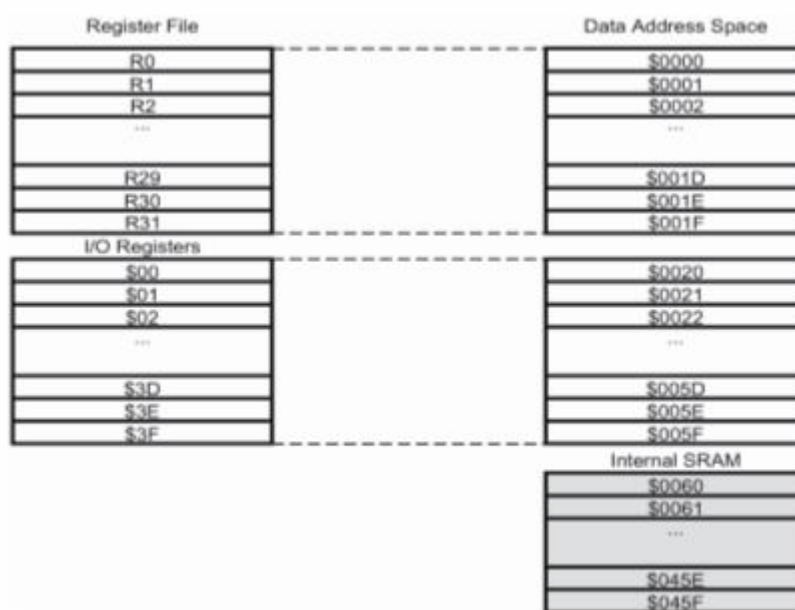 Register File
Data Address Space
R0
$0000
R1
$0001
R2
$0002
...
...
R29
$001D
R30
$001E
R31
$001F
I/O Registers
$00
$0020
$01
$0021
$02
$0022
...
...
$3D
$005D
$3E
$005E
$3F
$005F
Internal SRAM
$0060
$0061
...
$045E
$045F